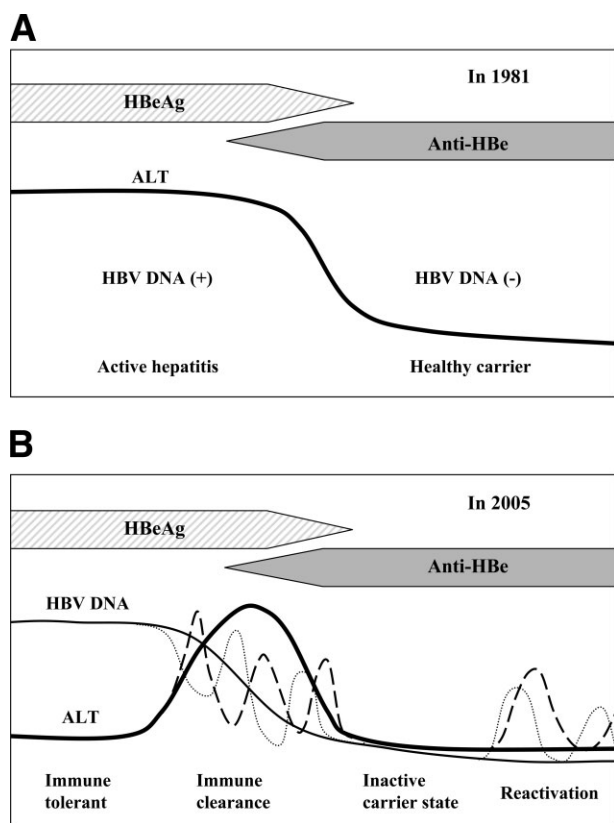 A
In 1981
HBeAg
Anti-HBe
ALT
HBV DNA (+)
HBV DNA (-)
Active hepatitis
Healthy carrier
B
In 2005
HBeAg
Anti-HBe
HBV DNA
ALT
Immune
tolerant
Immune
clearance
Inactive
carrier state
Reactivation